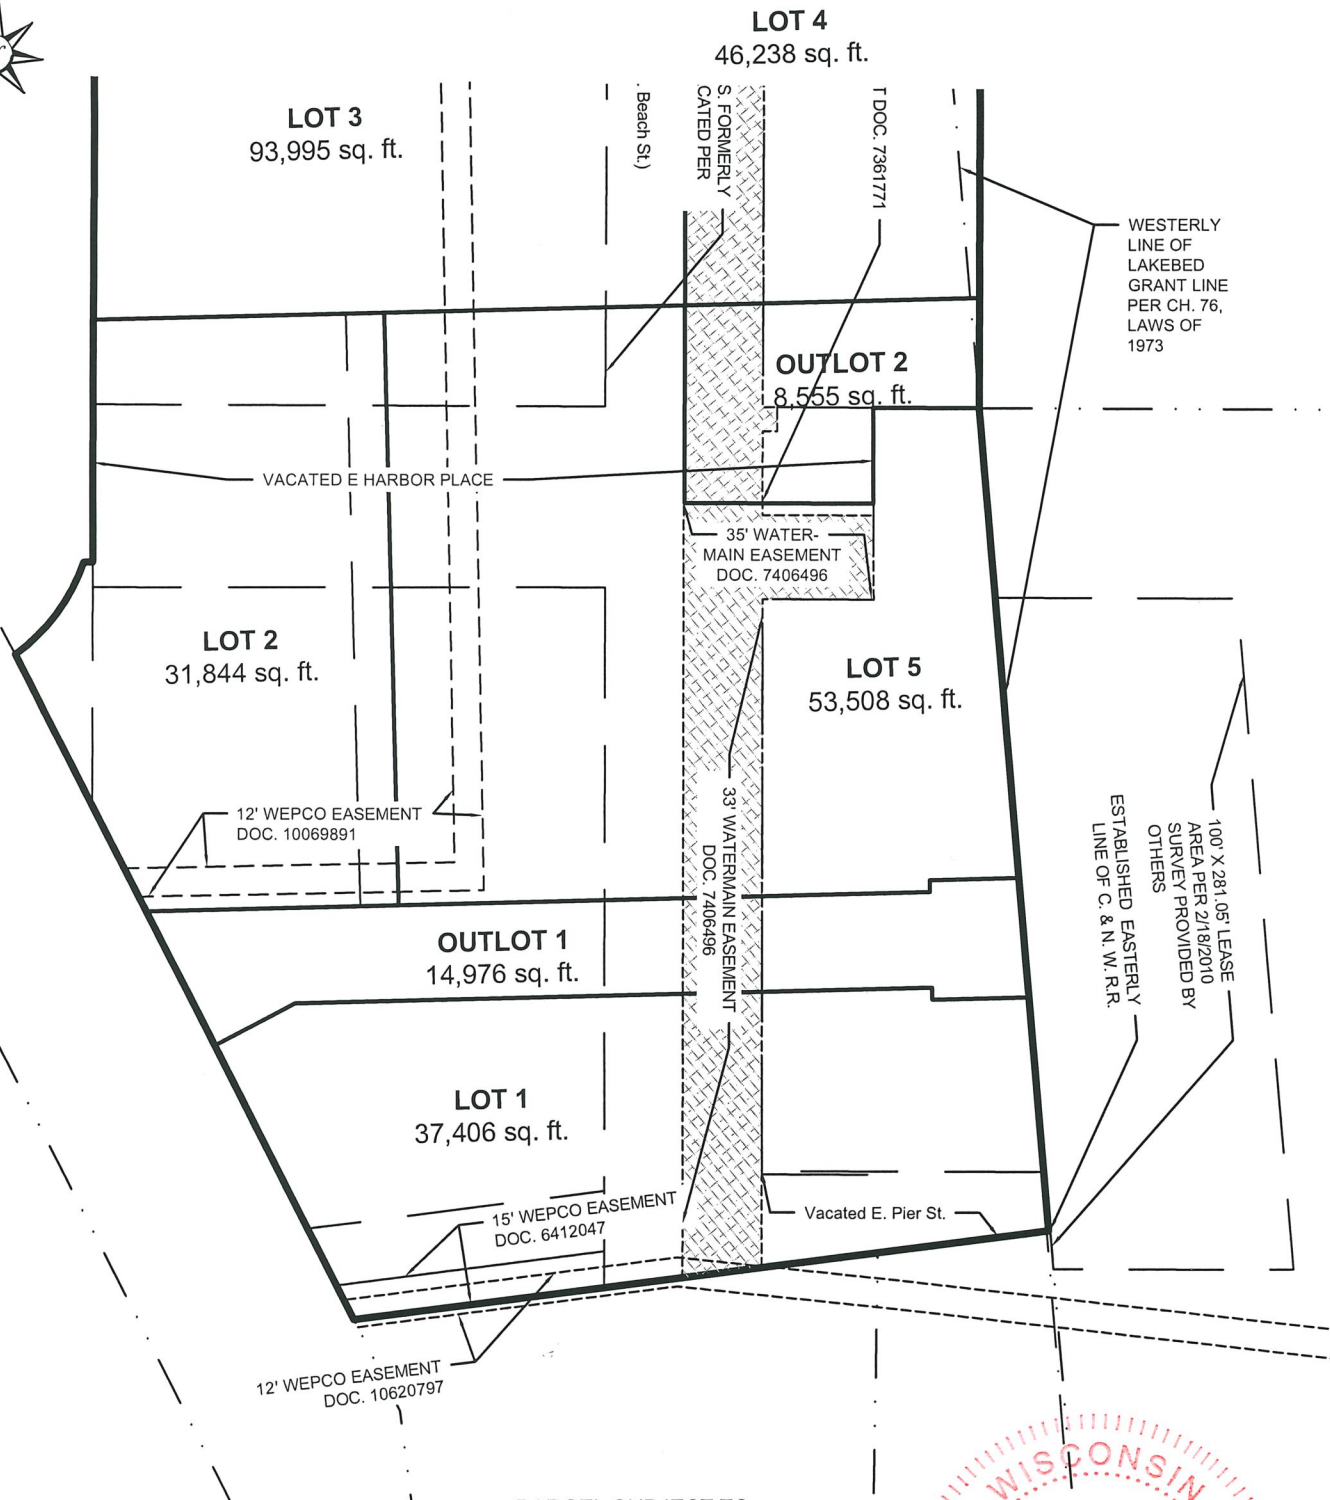 LOT 4
46,238 sq. ft.
LOT 3
93,995 sq. ft.
. Beach St.)
S. FORMERLY
CATED PER
T DOC. 7361771
WESTERLY
LINE OF
LAKEBED
GRANT LINE
PER CH. 76,
LAWS OF
1973
OUTLOT 2
8,555 sq. ft.
VACATED E HARBOR PLACE
35' WATER-
MAIN EASEMENT
DOC. 7406496
LOT 2
31,844 sq. ft.
LOT 5
53,508 sq. ft.
12' WEPCO EASEMENT
DOC. 10069891
33' WATERMAIN EASEMENT
DOC. 7406496
100' X 281.05' LEASE
AREA PER 2/18/2010
SURVEY PROVIDED BY
OTHERS
ESTABLISHED EASTERLY
LINE OF C. & N. W. R.R.
OUTLOT 1
14,976 sq. ft.
LOT 1
37,406 sq. ft.
15' WEPCO EASEMENT
DOC. 6412047
Vacated E. Pier St.
12' WEPCO EASEMENT
DOC. 10620797
WISCONSIN